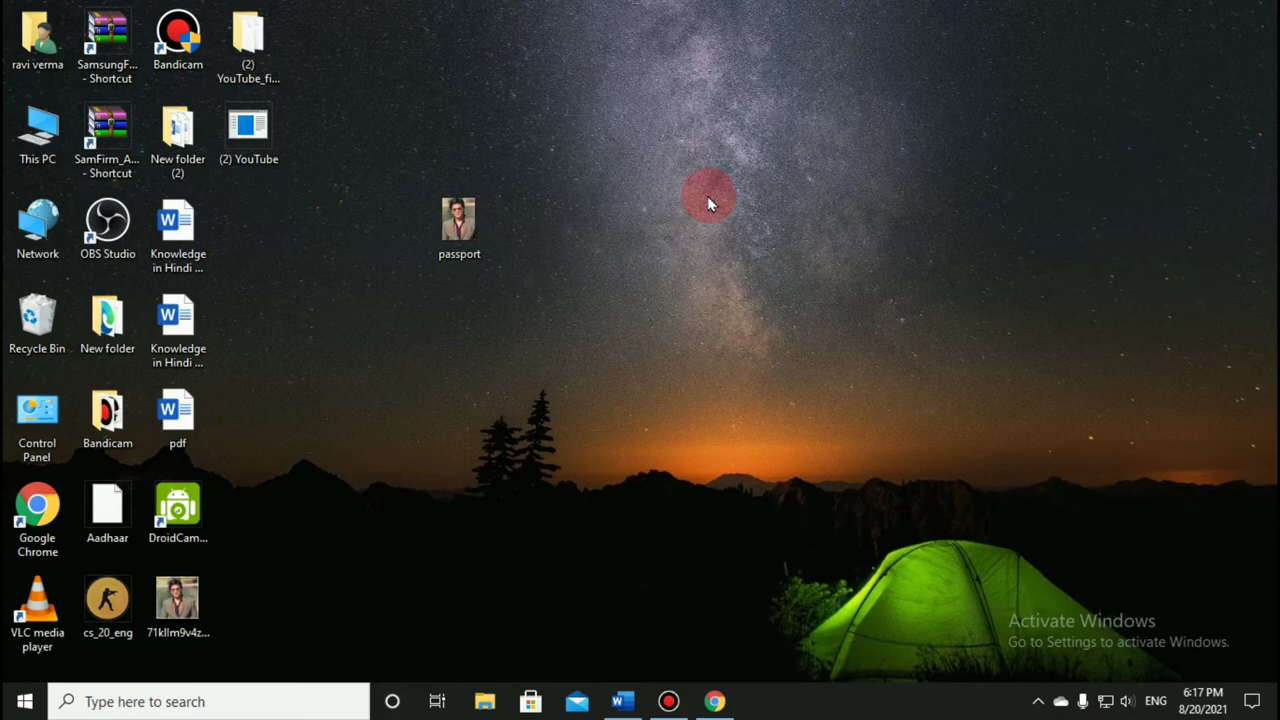 ravi verma
SamsungF...
- Shortcut
Bandicam
(2)
YouTube_fi...
This PC
SamFirm_A...
- Shortcut
New folder
(2)
(2) YouTube
Network
OBS Studio
Knowledge
in Hindi ...
passport
Recycle Bin
New folder
Knowledge
in Hindi ...
Control
Panel
Bandicam
pdf
Google
Chrome
Aadhaar
DroidCam...
VLC media
player
cs_20_eng
71kllm9v4z...
Activate Windows
Go to Settings to activate Windows.
Type here to search
ENG
6:17 PM
8/20/2021